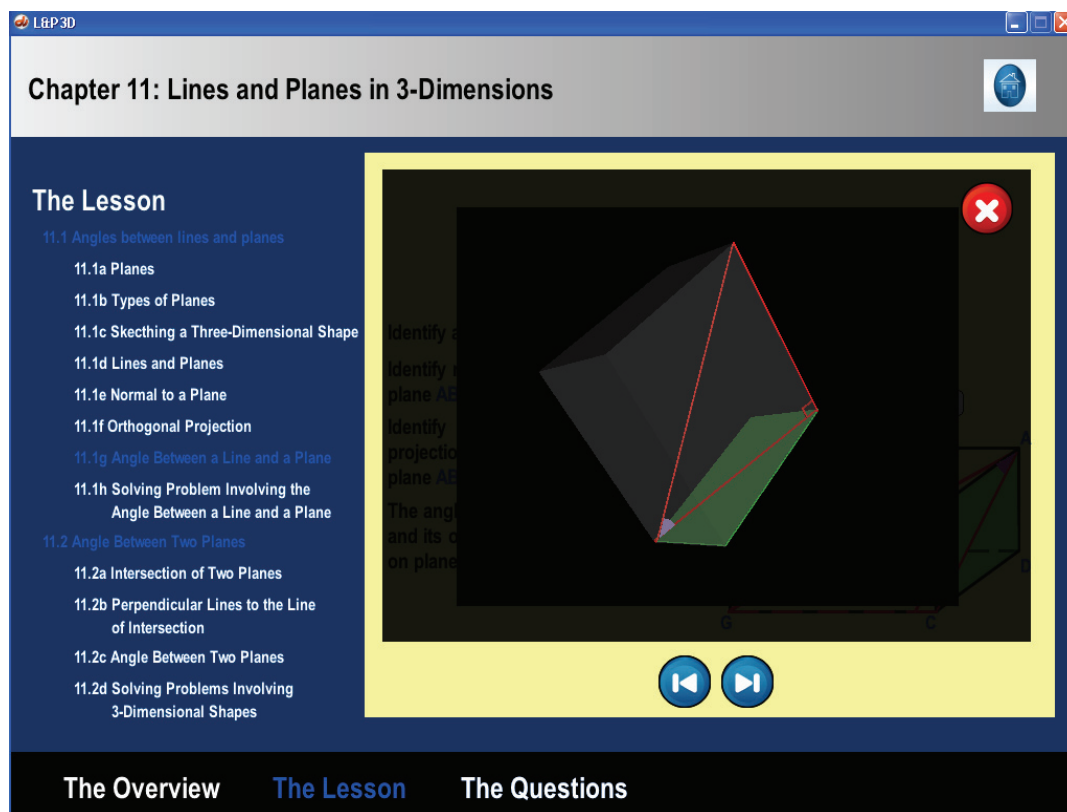 L&P3D
Chapter 11: Lines and Planes in 3-Dimensions
The Lesson
11.1 Angles between lines and planes
11.1a Planes
11.1b Types of Planes
11.1c Skecthing a Three-Dimensional Shape
11.1d Lines and Planes
11.1e Normal to a Plane
11.1f Orthogonal Projection
11.1g Angle Between a Line and a Plane
11.1h Solving Problem Involving the
Angle Between a Line and a Plane
11.2 Angle Between Two Planes
11.2a Intersection of Two Planes
11.2b Perpendicular Lines to the Line
of Intersection
11.2c Angle Between Two Planes
11.2d Solving Problems Involving
3-Dimensional Shapes
Identify
Identify
plane AB
Identify
plane AB
The
and its
on plane
A
D
G
C
The Overview
The Lesson
The Questions